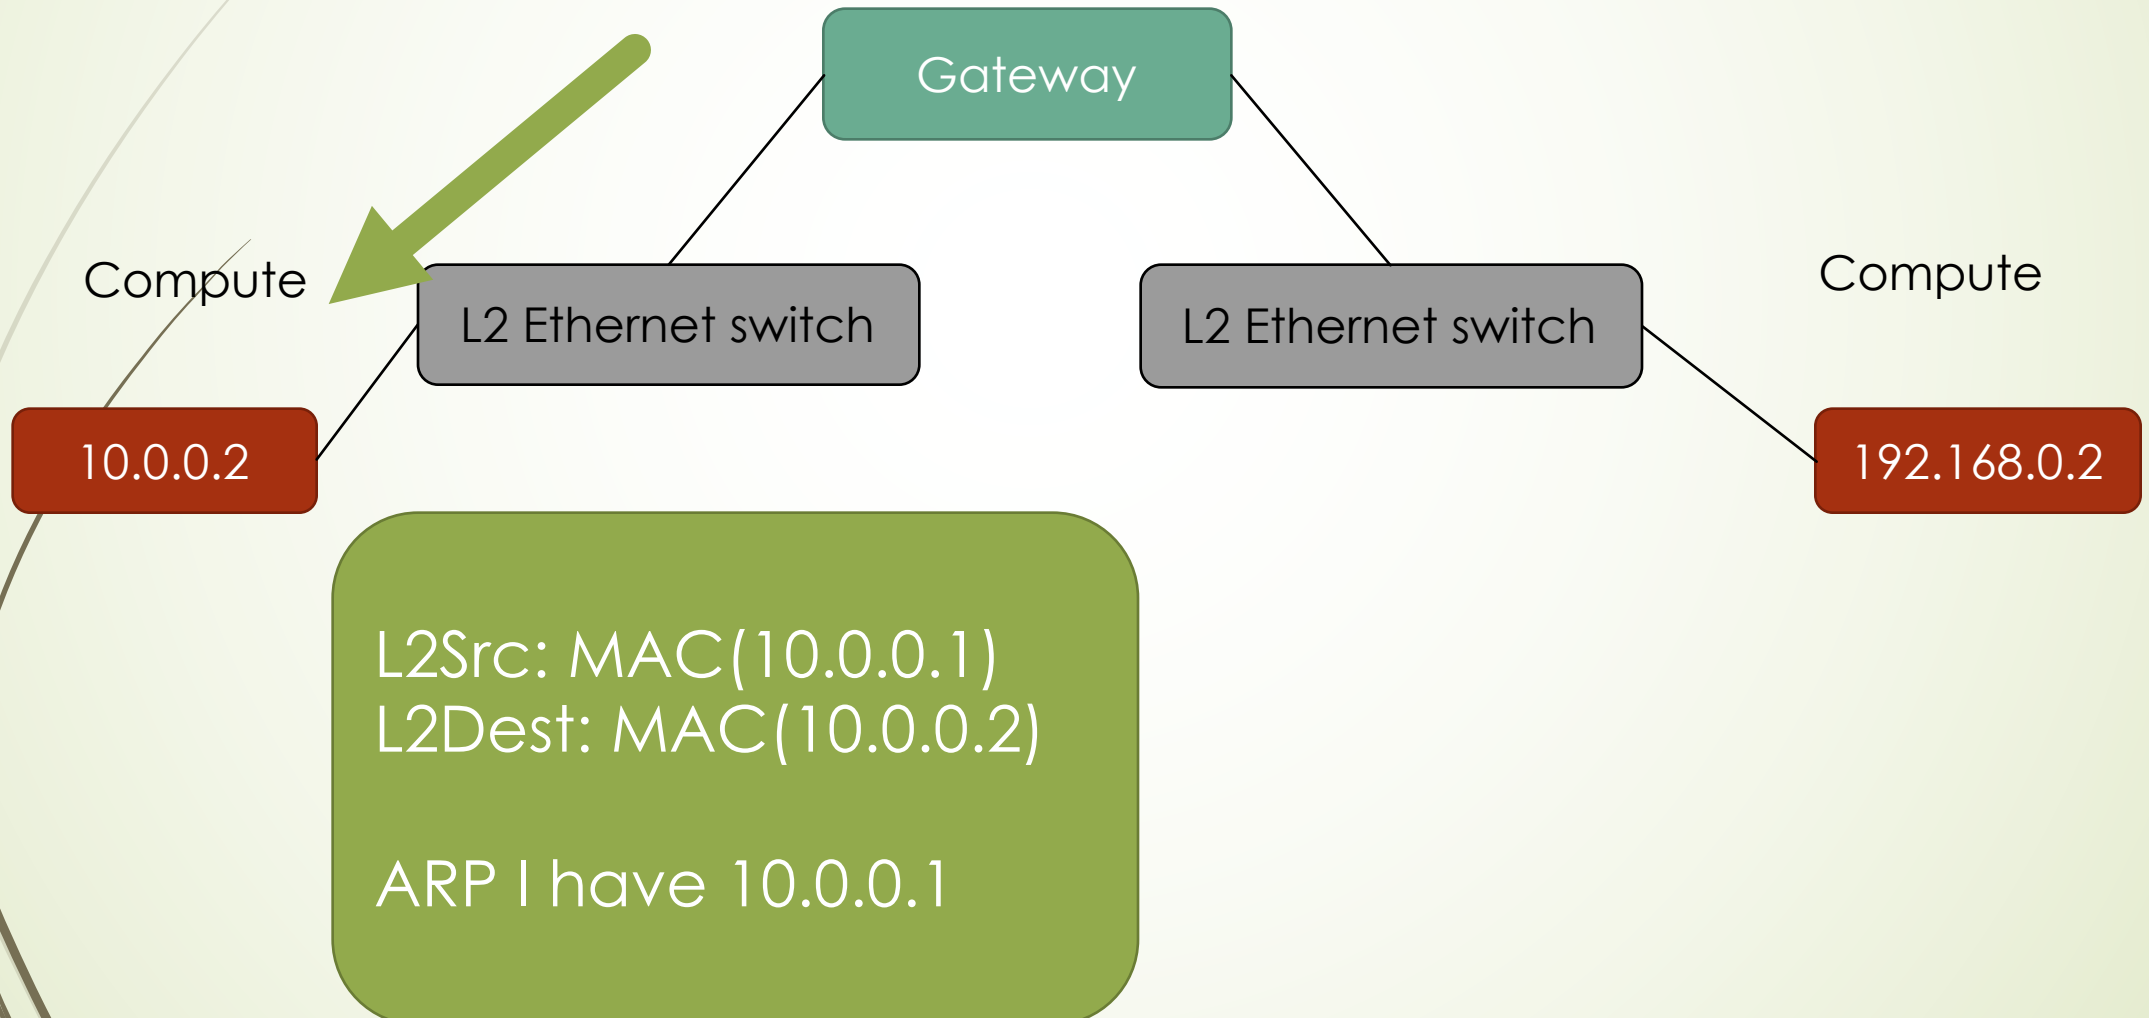 Gateway
Compute
L2 Ethernet switch
L2 Ethernet switch
Compute
10.0.0.2
192.168.0.2
L2Src: MAC(10.0.0.1)
L2Dest: MAC(10.0.0.2)
ARP I have 10.0.0.1